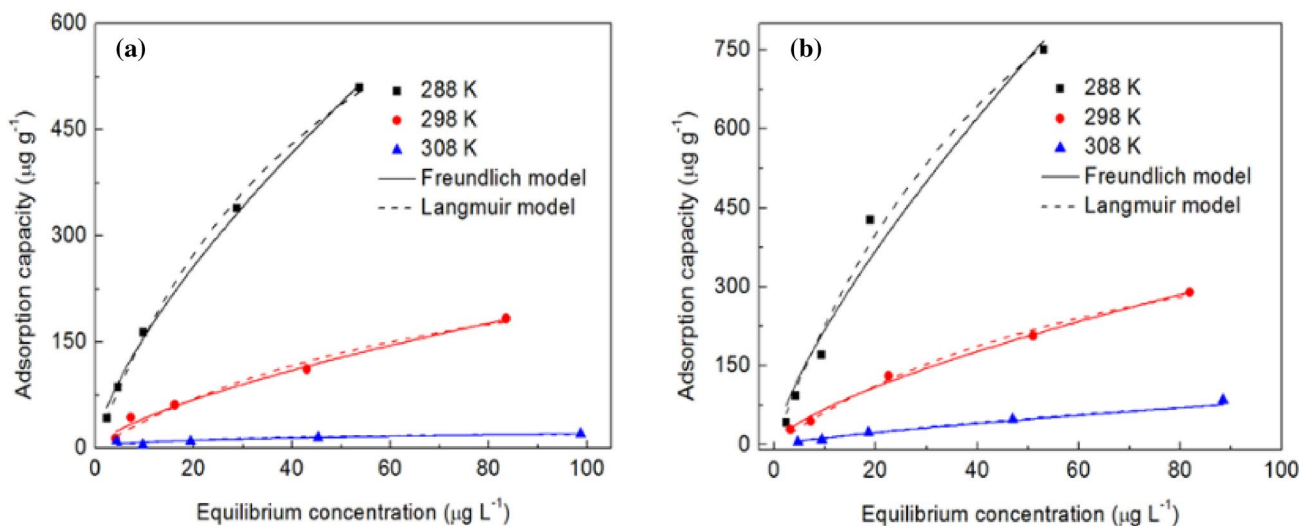 (a)
Adsorption capacity (µg g⁻¹)
600
450
300
150
0
288 K
298 K
308 K
Freundlich model
Langmuir model
0 20 40 60 80 100
Equilibrium concentration (µg L⁻¹)
(b)
Adsorption capacity (µg g⁻¹)
750
600
450
300
150
0
288 K
298 K
308 K
Freundlich model
Langmuir model
0 20 40 60 80 100
Equilibrium concentration (µg L⁻¹)